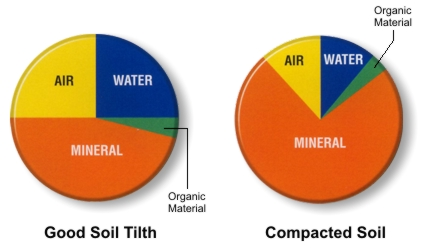 AIR
WATER
MINERAL
Organic
Material
Good Soil Tilth
Organic
Material
AIR
WATER
MINERAL
Compacted Soil